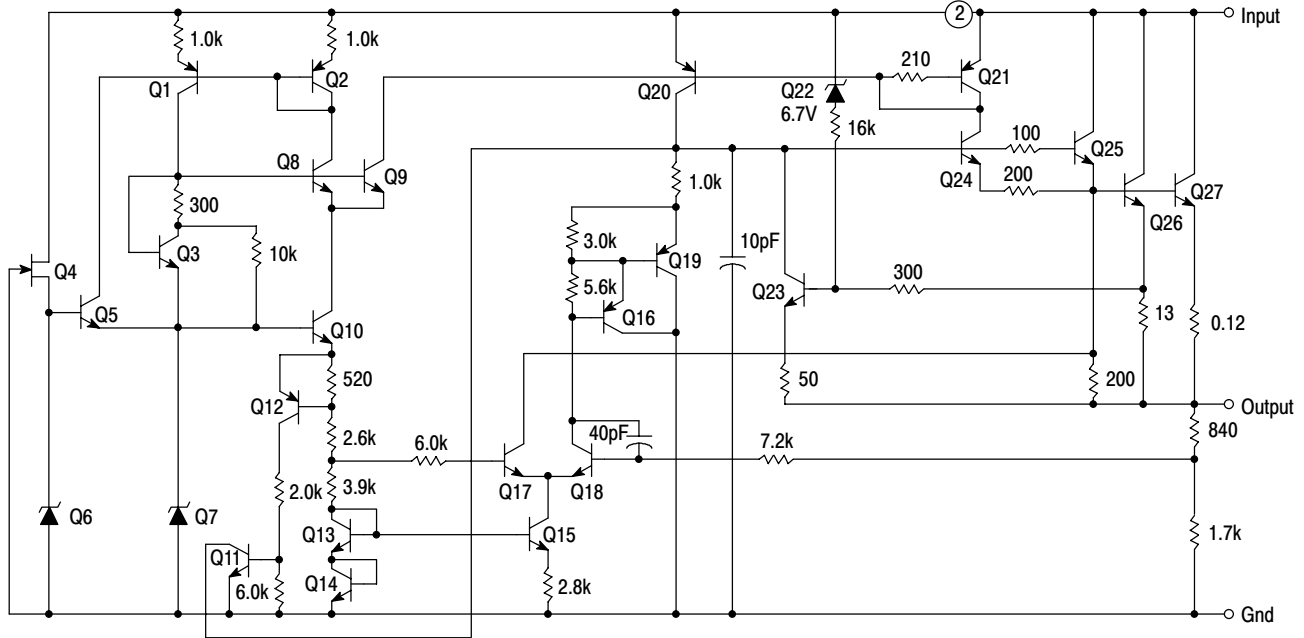 2
Input
1.0k
1.0k
Q1
Q2
Q20
Q22
6.7V
210
Q21
16k
Q8
Q9
100
Q25
Q24
200
Q26
Q27
300
1.0k
10pF
Q3
10k
3.0k
Q19
Q4
Q5
5.6k
Q16
Q23
300
13
0.12
Q10
520
50
200
Q12
Output
2.6k
40pF
840
6.0k
7.2k
Q17
Q18
2.0k
3.9k
Q6
Q7
Q13
Q15
1.7k
Q11
Q14
6.0k
2.8k
Gnd